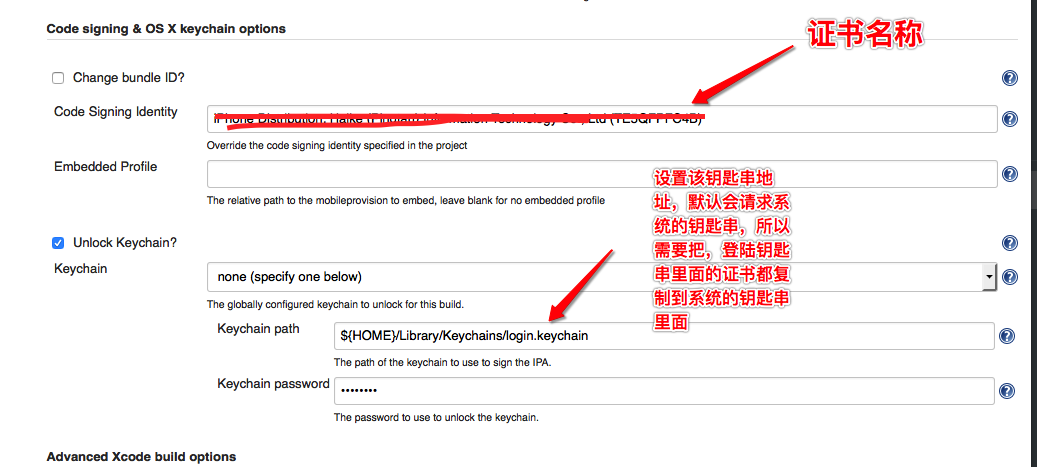 Code signing & OS X keychain options
证书名称
Change bundle ID?
Code Signing Identity
iPhone Distribution:
Information Technology Co., Ltd
Override the code signing identity specified in the project
Embedded Profile
The relative path to the mobileprovision to embed, leave blank for no embedded profile
设置该钥匙串地
址，默认会请求系
统的钥匙串，所以
需要把，登陆钥匙
串里面的证书都复
制到系统的钥匙串
里面
Unlock Keychain?
Keychain
none (specify one below)
The globally configured keychain to unlock for this build.
Keychain path
${HOME}/Library/Keychains/login.keychain
The path of the keychain to use to sign the IPA.
Keychain password
••••••••
The password to use to unlock the keychain.
Advanced Xcode build options